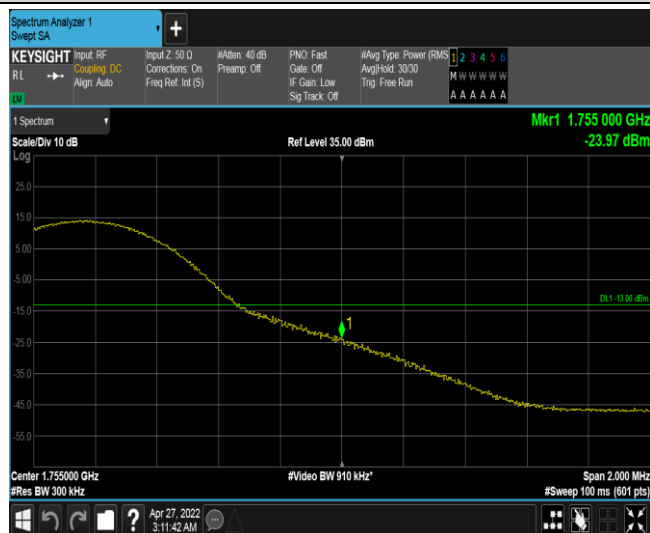 Spectrum Analyzer 1
Swept SA
+
KEYSIGHT
RL
Input: RF
Coupling: DC
Align: Auto
Input Z: 50 Ω
Corrections: On
Freq Ref: Int (S)
#Atten: 40 dB
Preamp: Off
PNO: Fast
Gate: Off
IF Gain: Low
Sig Track: Off
#Avg Type: Power (RMS
Avg|Hold: 30/30
Trig: Free Run
1 2 3 4 5 6
M W W W W W
A A A A A A
1 Spectrum
Scale/Div 10 dB
Ref Level 35.00 dBm
Mkr1 1.755 000 GHz
-23.97 dBm
Log
25.0
15.0
5.00
-5.00
DL1 -13.00 dBm
-15.0
1
-25.0
-35.0
-45.0
-55.0
Center 1.755000 GHz
#Video BW 910 kHz*
Span 2.000 MHz
#Res BW 300 kHz
#Sweep 100 ms (601 pts)
?
Apr 27, 2022
3:11:42 AM